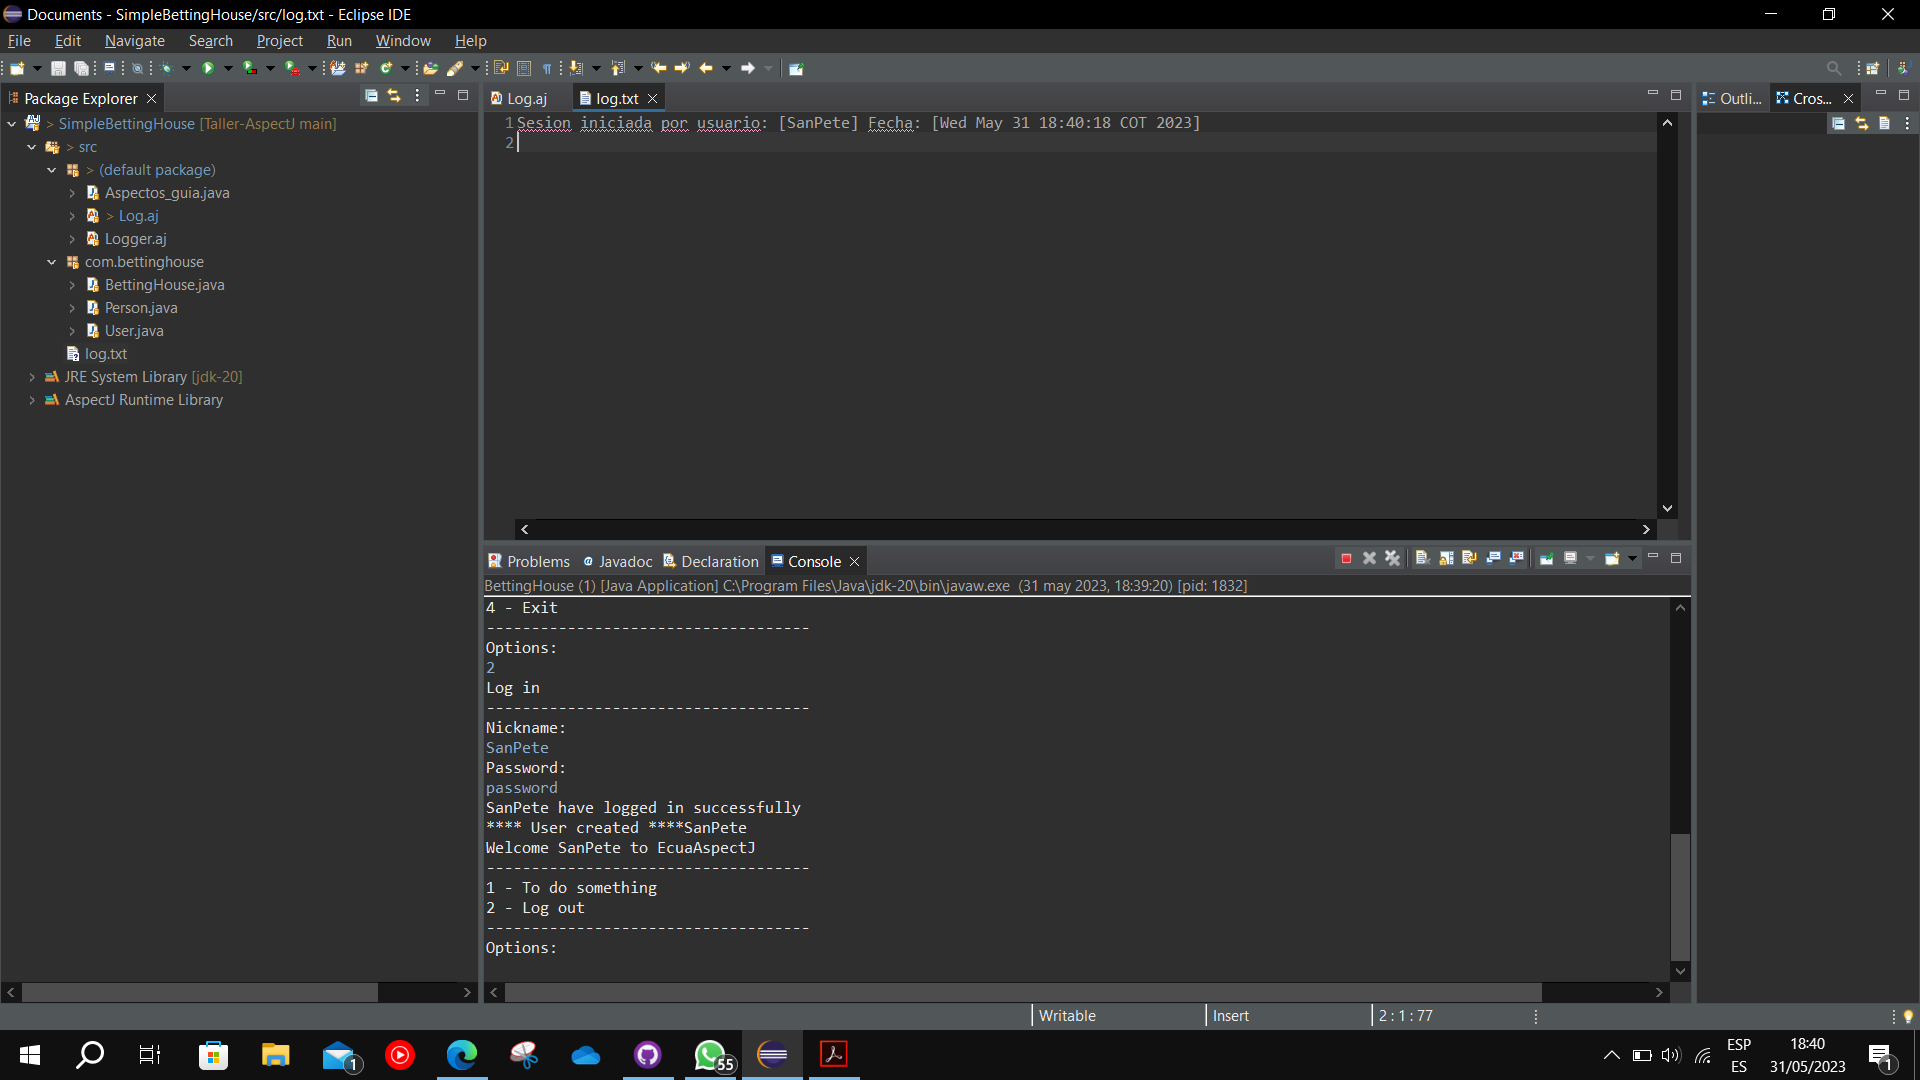 Documents - SimpleBettingHouse/src/log.txt - Eclipse IDE
File Edit Navigate Search Project Run Window Help
Package Explorer
> SimpleBettingHouse [Taller-AspectJ main]
> src
> (default package)
Aspectos_guia.java
> Log.aj
Logger.aj
com.bettinghouse
BettingHouse.java
Person.java
User.java
log.txt
JRE System Library [jdk-20]
AspectJ Runtime Library
Log.aj log.txt
1 Sesion iniciada por usuario: [SanPete] Fecha: [Wed May 31 18:40:18 COT 2023]
2
Outli... Cros...
Problems @ Javadoc Declaration Console
BettingHouse (1) [Java Application] C:\Program Files\Java\jdk-20\bin\javaw.exe (31 may 2023, 18:39:20) [pid: 1832]
4 - Exit
------------------------------------
Options:
2
Log in
------------------------------------
Nickname:
SanPete
Password:
password
SanPete have logged in successfully
**** User created ****SanPete
Welcome SanPete to EcuaAspectJ
------------------------------------
1 - To do something
2 - Log out
------------------------------------
Options:
Writable Insert 2 : 1 : 77
1
55
ESP
ES
18:40
31/05/2023
1